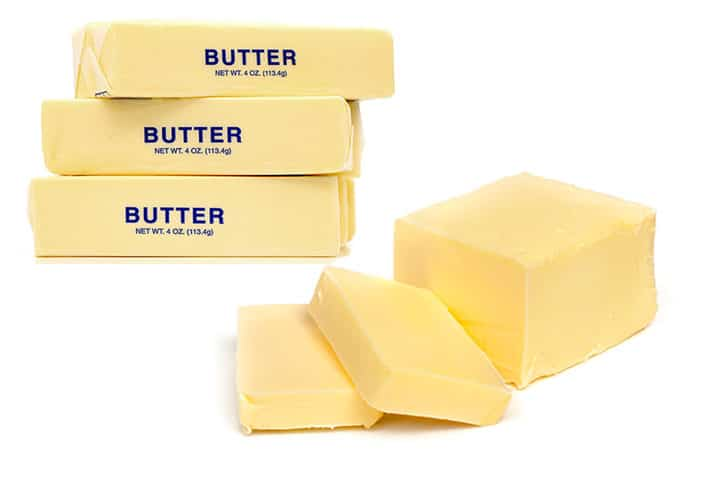 BUTTER
NET WT. 4 OZ. (113.4g)
BUTTER
NET WT. 4 OZ. (113.4g)
BUTTER
NET WT. 4 OZ. (113.4g)